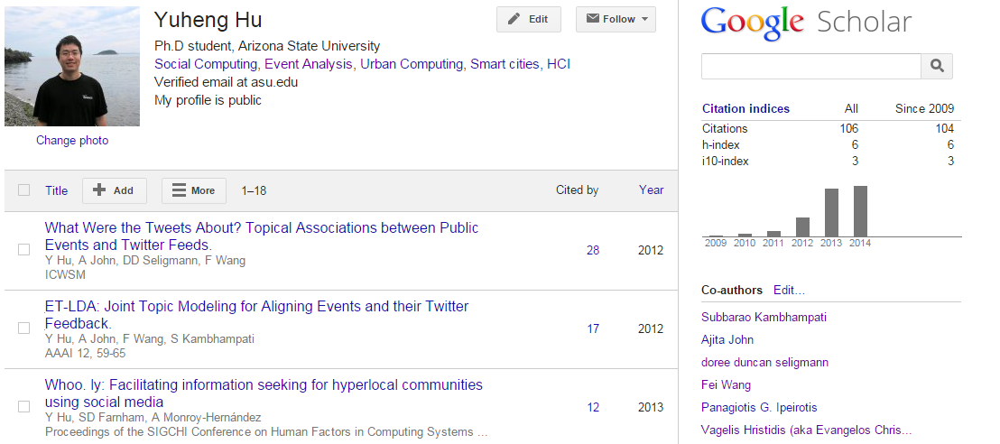 Yuheng Hu
Edit
Follow
Ph.D student, Arizona State University
Social Computing, Event Analysis, Urban Computing, Smart cities, HCI
Verified email at asu.edu
My profile is public
Change photo
Title Add More 1–18 Cited by Year
What Were the Tweets About? Topical Associations between Public
Events and Twitter Feeds.
Y Hu, A John, DD Seligmann, F Wang
ICWSM
28 2012
ET-LDA: Joint Topic Modeling for Aligning Events and their Twitter
Feedback.
Y Hu, A John, F Wang, S Kambhampati
AAAI 12, 59-65
17 2012
Whoo. ly: Facilitating information seeking for hyperlocal communities
using social media
Y Hu, SD Farnham, A Monroy-Hernández
Proceedings of the SIGCHI Conference on Human Factors in Computing Systems ...
12 2013
Google Scholar
Citation indices All Since 2009
Citations 106 104
h-index 6 6
i10-index 3 3
2009 2010 2011 2012 2013 2014
Co-authors Edit...
Subbarao Kambhampati
Ajita John
doree duncan seligmann
Fei Wang
Panagiotis G. Ipeirotis
Vagelis Hristidis (aka Evangelos Chris...